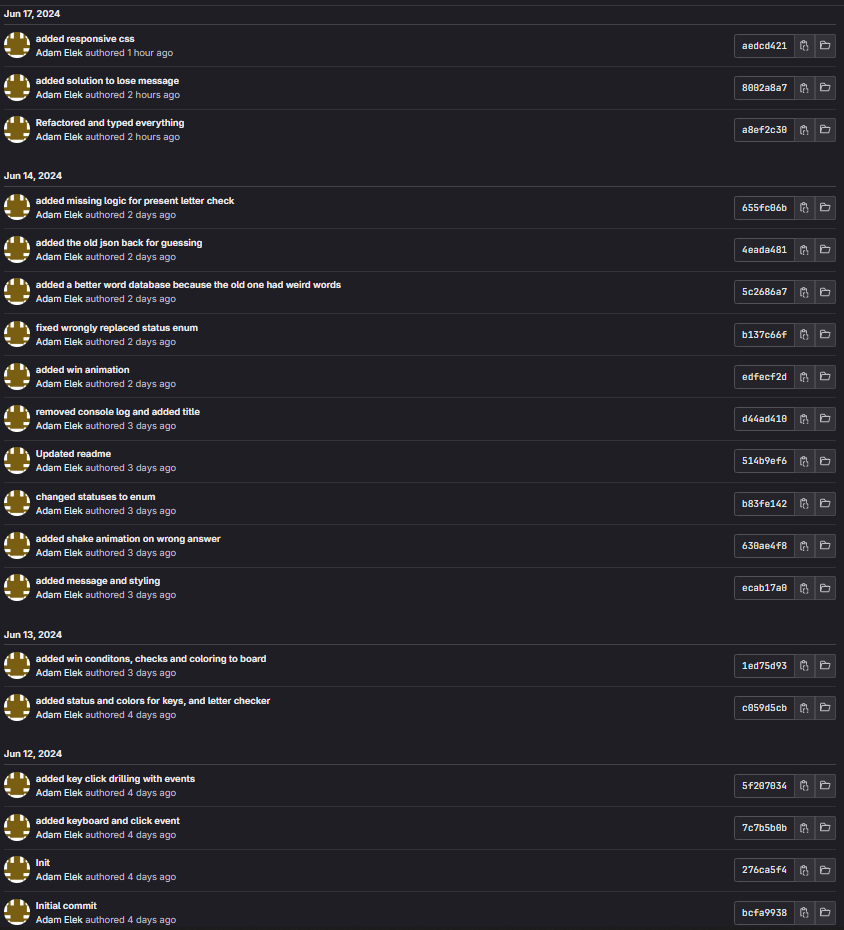 Jun 17, 2024
added responsive css
Adam Elek authored 1 hour ago
aedcd421
added solution to lose message
Adam Elek authored 2 hours ago
8002a8a7
Refactored and typed everything
Adam Elek authored 2 hours ago
a8ef2c30
Jun 14, 2024
added missing logic for present letter check
Adam Elek authored 2 days ago
655fc06b
added the old json back for guessing
Adam Elek authored 2 days ago
4eada481
added a better word database because the old one had weird words
Adam Elek authored 2 days ago
5c2686a7
fixed wrongly replaced status enum
Adam Elek authored 2 days ago
b137c66f
added win animation
Adam Elek authored 2 days ago
edfecf2d
removed console log and added title
Adam Elek authored 3 days ago
d44ad410
Updated readme
Adam Elek authored 3 days ago
514b9ef6
changed statuses to enum
Adam Elek authored 3 days ago
b83fe142
added shake animation on wrong answer
Adam Elek authored 3 days ago
630ae4f8
added message and styling
Adam Elek authored 3 days ago
ecab17a0
Jun 13, 2024
added win conditons, checks and coloring to board
Adam Elek authored 3 days ago
1ed75d93
added status and colors for keys, and letter checker
Adam Elek authored 4 days ago
c059d5cb
Jun 12, 2024
added key click drilling with events
Adam Elek authored 4 days ago
5f207034
added keyboard and click event
Adam Elek authored 4 days ago
7c7b5b0b
Init
Adam Elek authored 4 days ago
276ca5f4
Initial commit
Adam Elek authored 4 days ago
bcfa9938